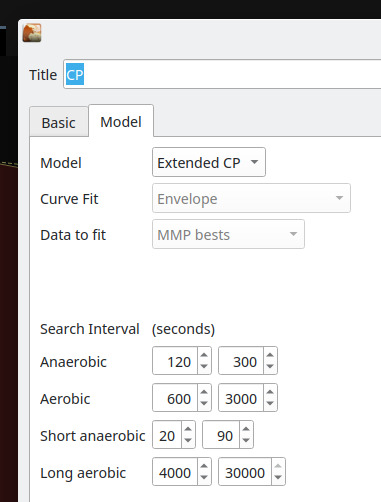 Title CP
Basic Model
Model Extended CP
Curve Fit Envelope
Data to fit MMP bests
Search Interval (seconds)
Anaerobic 120 300
Aerobic 600 3000
Short anaerobic 20 90
Long aerobic 4000 30000